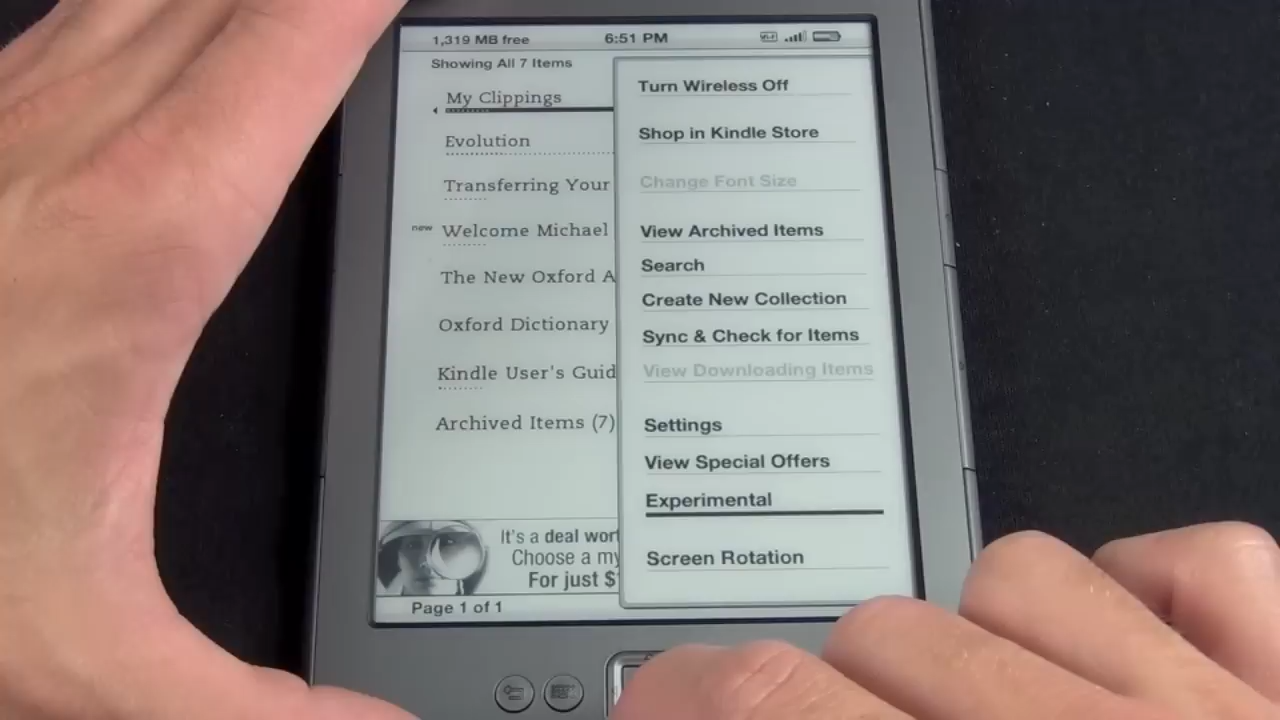 1,319 MB free 6:51 PM
Showing All 7 Items
My Clippings
Evolution
Transferring Your
new Welcome Michael
The New Oxford A
Oxford Dictionary
Kindle User's Guid
Archived Items (7)
It's a deal wor
Choose a my
For just $
Page 1 of 1
Turn Wireless Off
Shop in Kindle Store
Change Font Size
View Archived Items
Search
Create New Collection
Sync & Check for Items
View Downloading Items
Settings
View Special Offers
Experimental
Screen Rotation